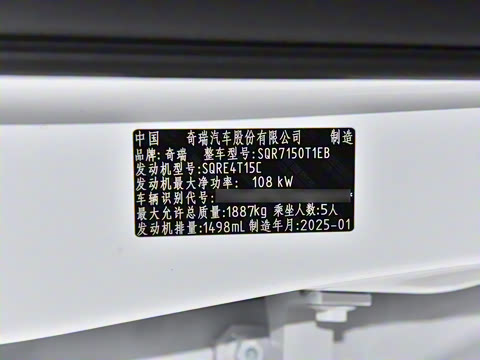 中国 奇瑞汽车股份有限公司 制造
品牌:奇瑞 整车型号:SQR7150T1EB
发动机型号:SQRE4T15C
发动机最大净功率: 108 kW
车辆识别代号:
最大允许总质量:1887kg 乘坐人数:5人
发动机排量:1498mL 制造年月:2025-01